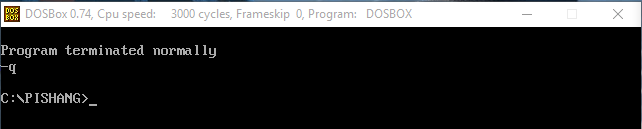 DOSBox 0.74, Cpu speed: 3000 cycles, Frameskip 0, Program: DOSBOX
Program terminated normally
-q
C:\PISHANG>_